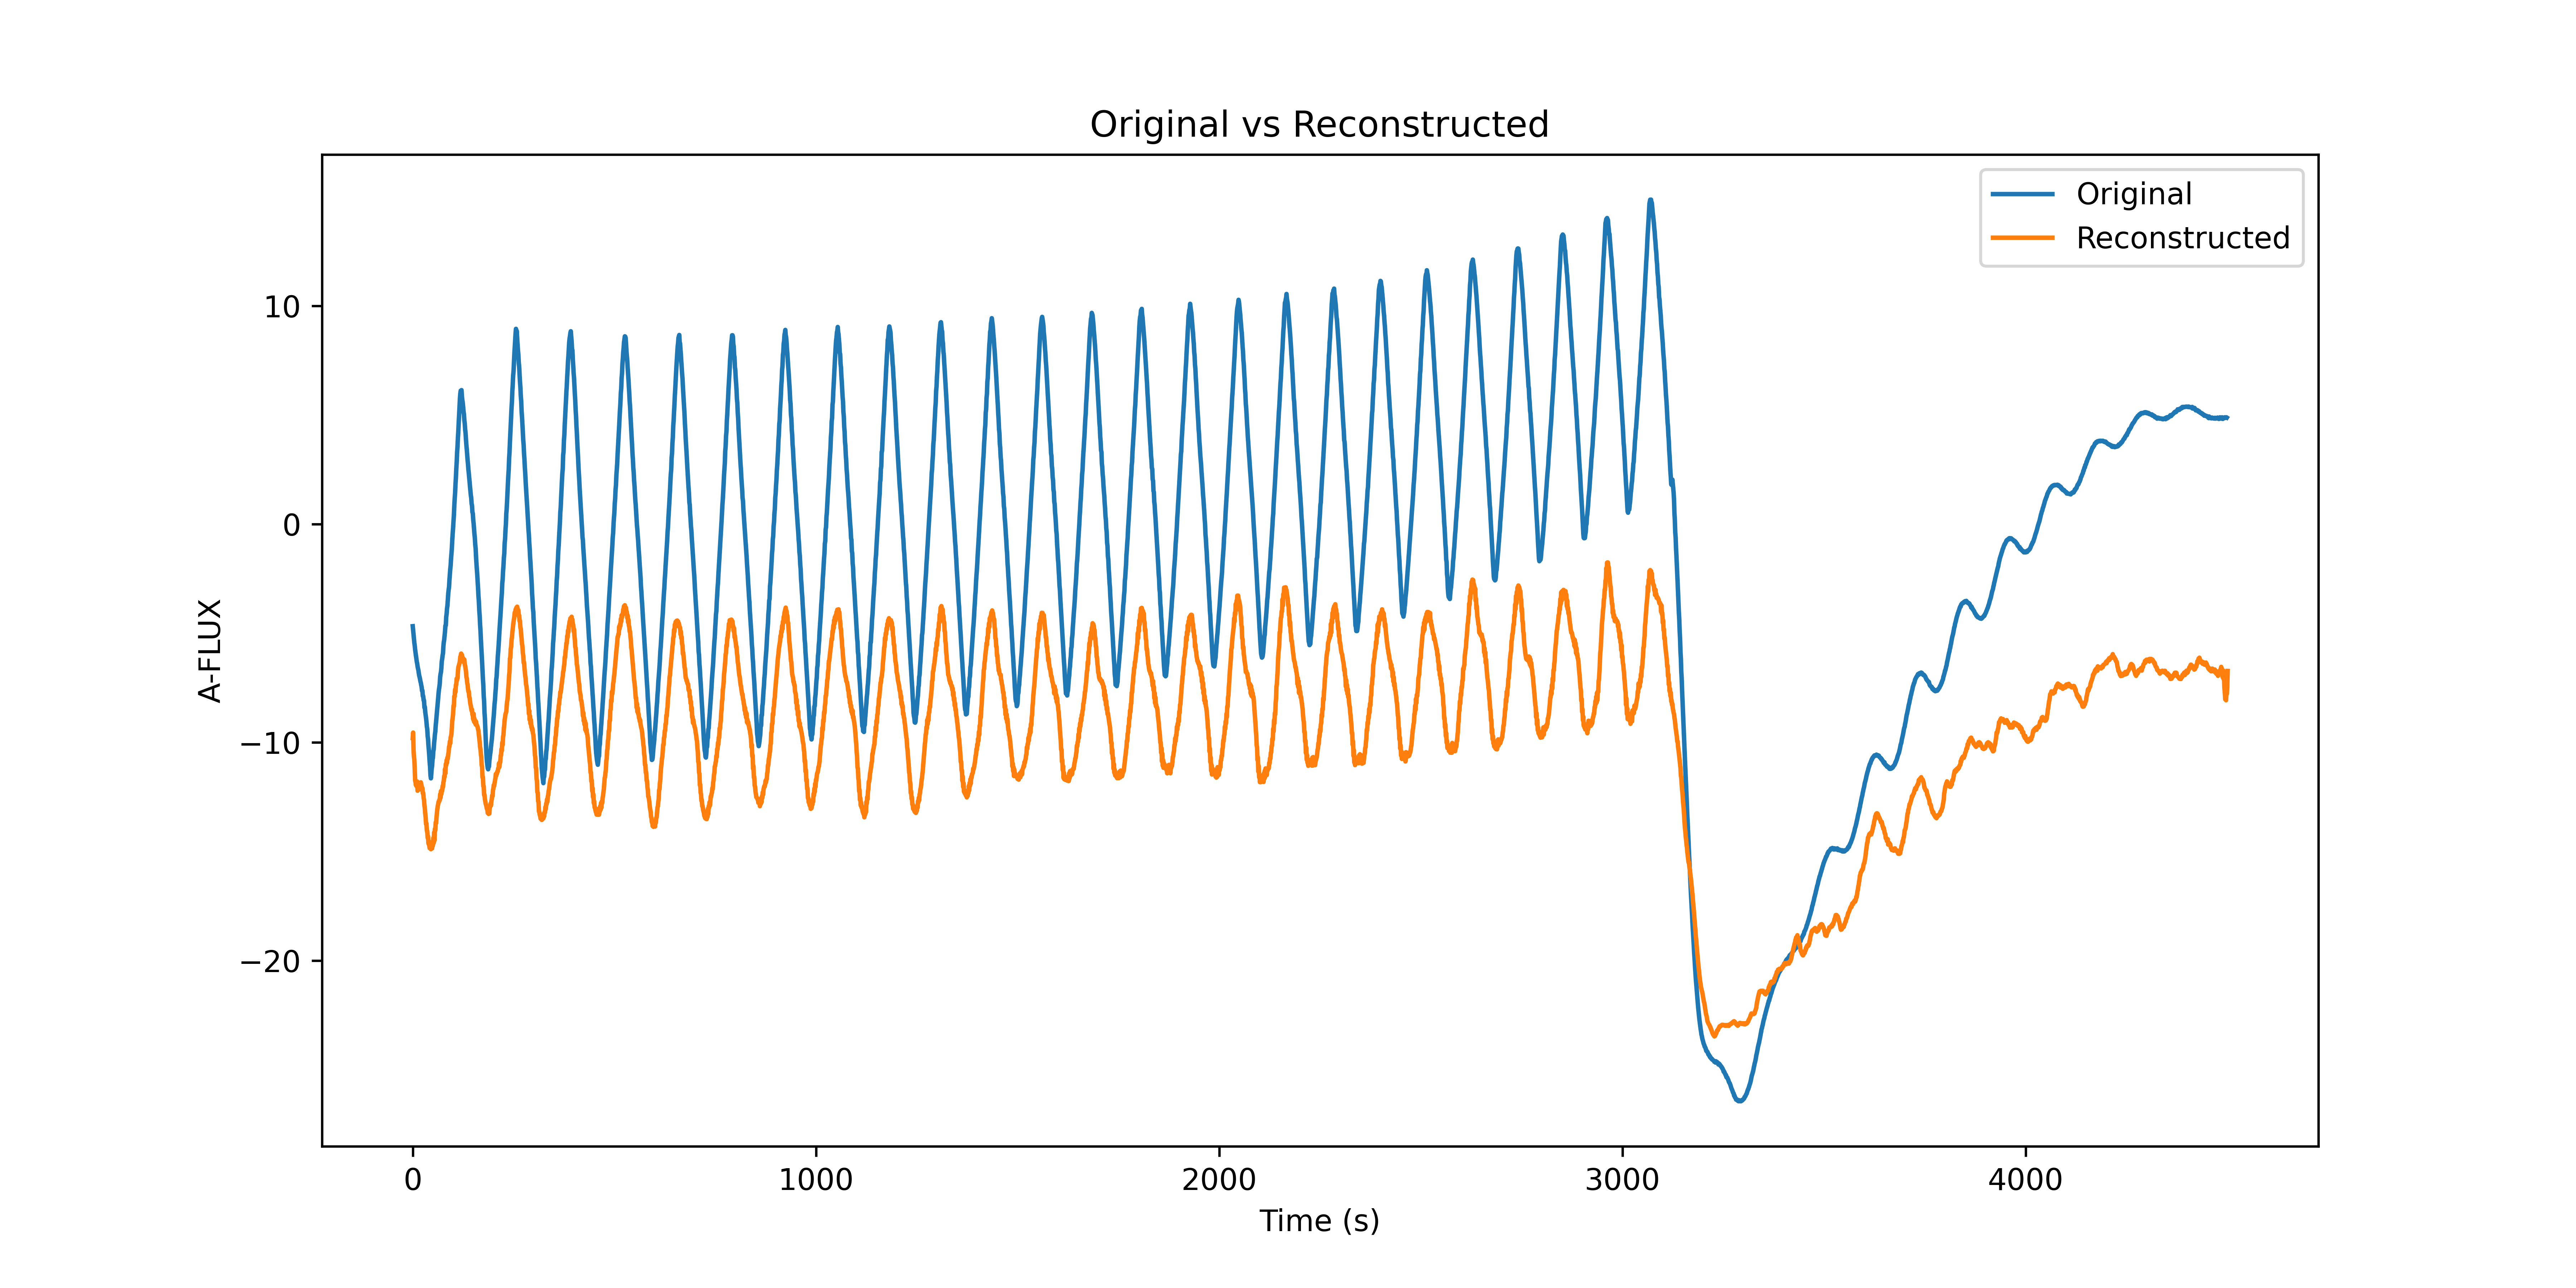 Original vs Reconstructed
Original
Reconstructed
10
0
−10
−20
A-FLUX
0
1000
2000
3000
4000
Time (s)